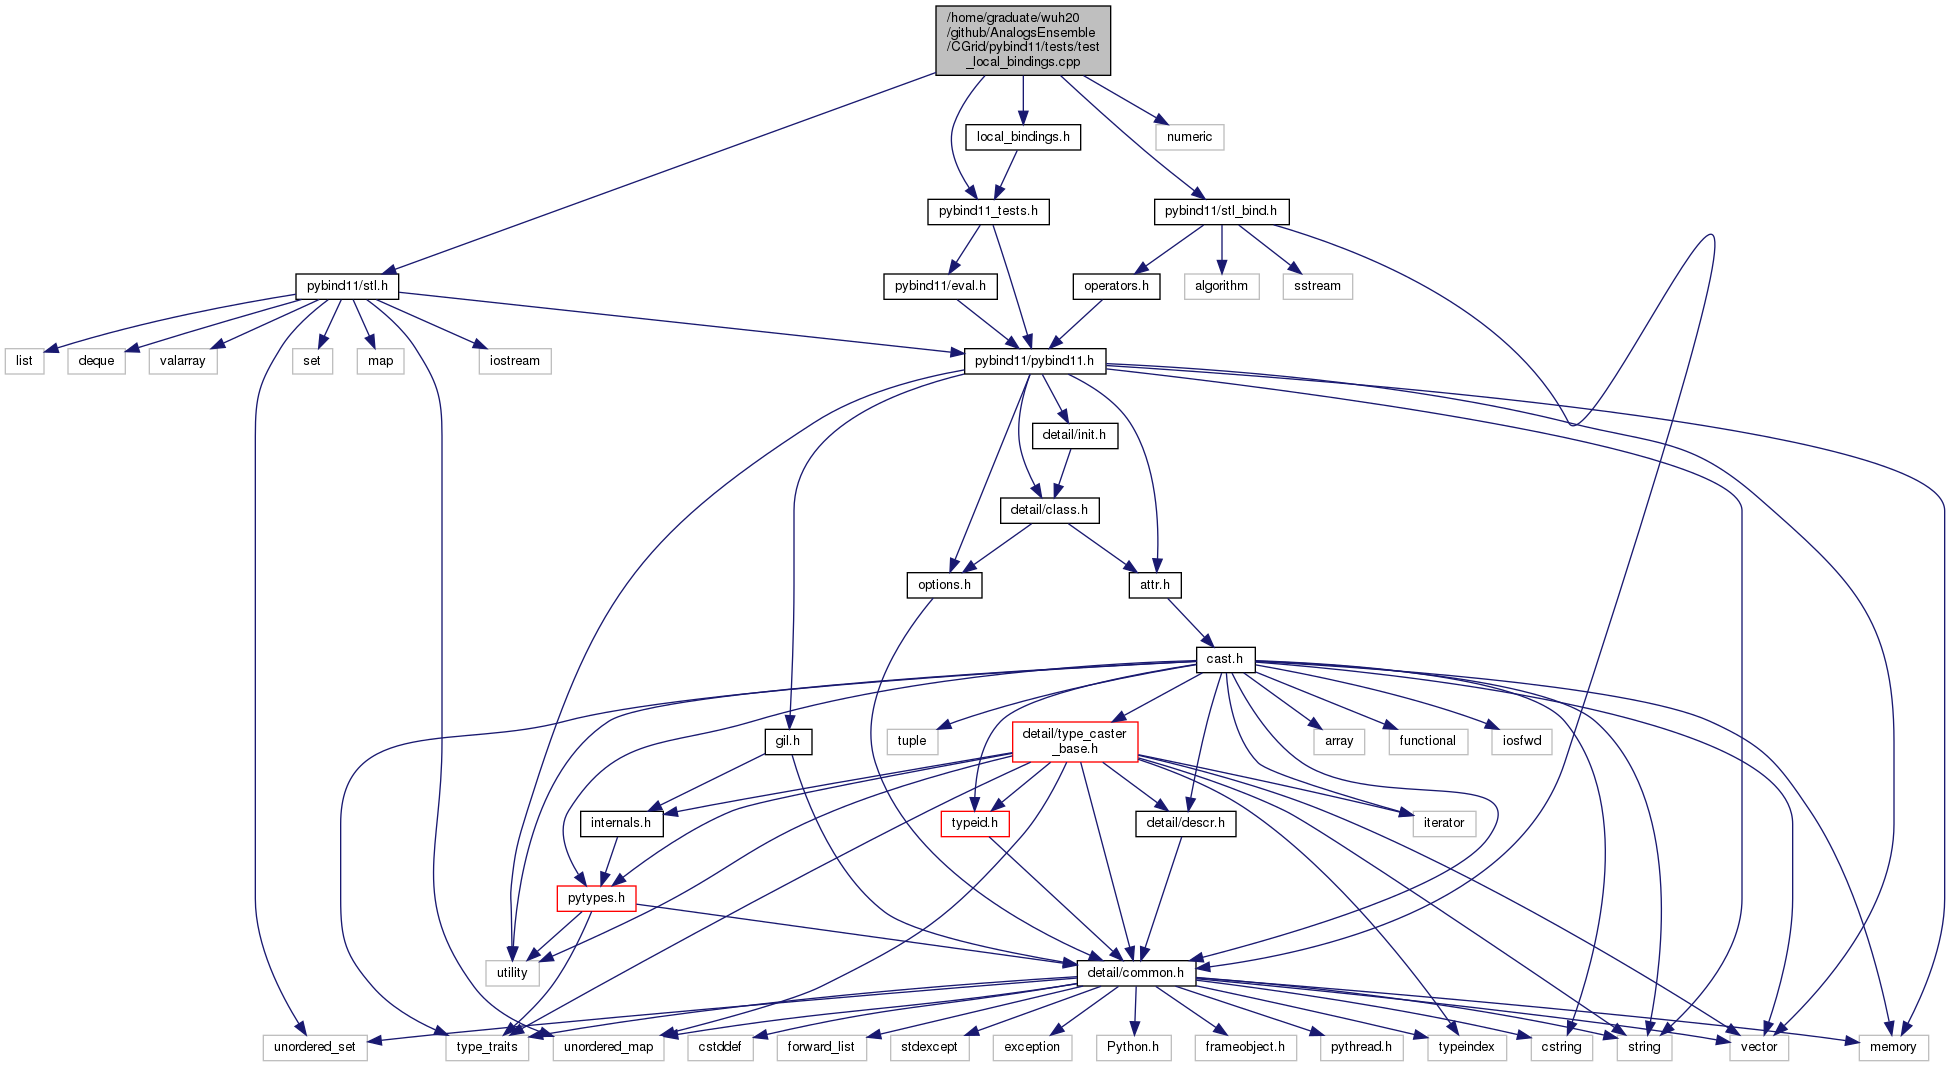 /home/graduate/wuh20
/github/AnalogsEnsemble
/CGrid/pybind11/tests/test
_local_bindings.cpp
local_bindings.h
numeric
pybind11_tests.h
pybind11/stl_bind.h
pybind11/stl.h
pybind11/eval.h
operators.h
algorithm
sstream
list
deque
valarray
set
map
iostream
pybind11/pybind11.h
detail/init.h
detail/class.h
options.h
attr.h
cast.h
gil.h
tuple
detail/type_caster
_base.h
array
functional
iosfwd
internals.h
typeid.h
detail/descr.h
iterator
pytypes.h
utility
detail/common.h
unordered_set
type_traits
unordered_map
cstddef
forward_list
stdexcept
exception
Python.h
frameobject.h
pythread.h
typeindex
cstring
string
vector
memory